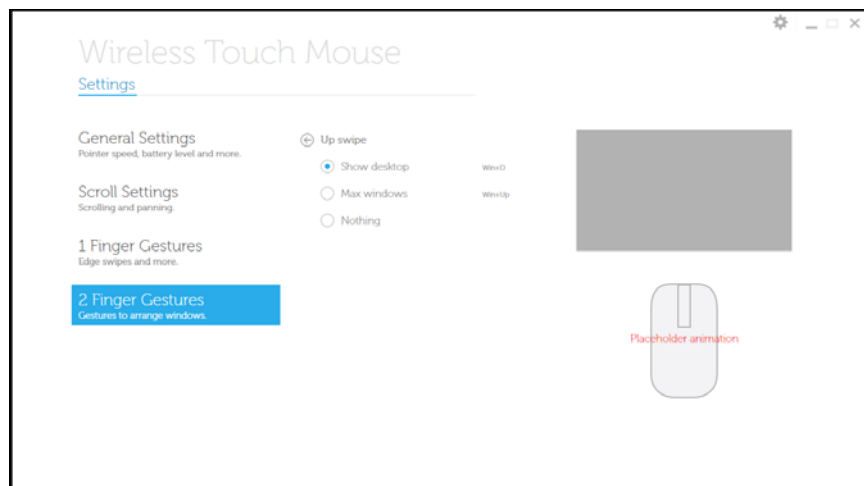 Wireless Touch Mouse
Settings
General Settings
Pointer speed, battery level and more.
Scroll Settings
Scrolling and panning.
1 Finger Gestures
Edge swipes and more.
2 Finger Gestures
Gestures to arrange windows.
Up swipe
Show desktop Win+D
Max windows Win+Up
Nothing
Placeholder animation